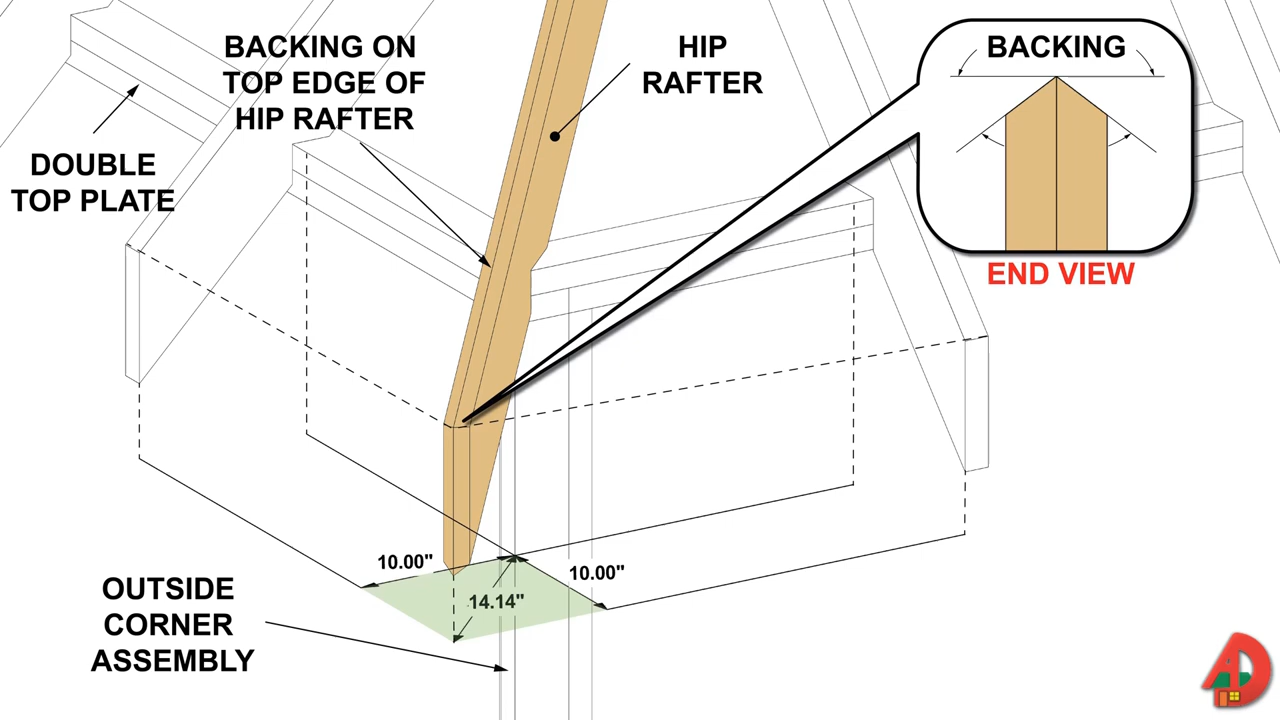 BACKING ON
TOP EDGE OF
HIP RAFTER
HIP
RAFTER
BACKING
DOUBLE
TOP PLATE
END VIEW
10.00"
10.00"
14.14"
OUTSIDE
CORNER
ASSEMBLY
AD